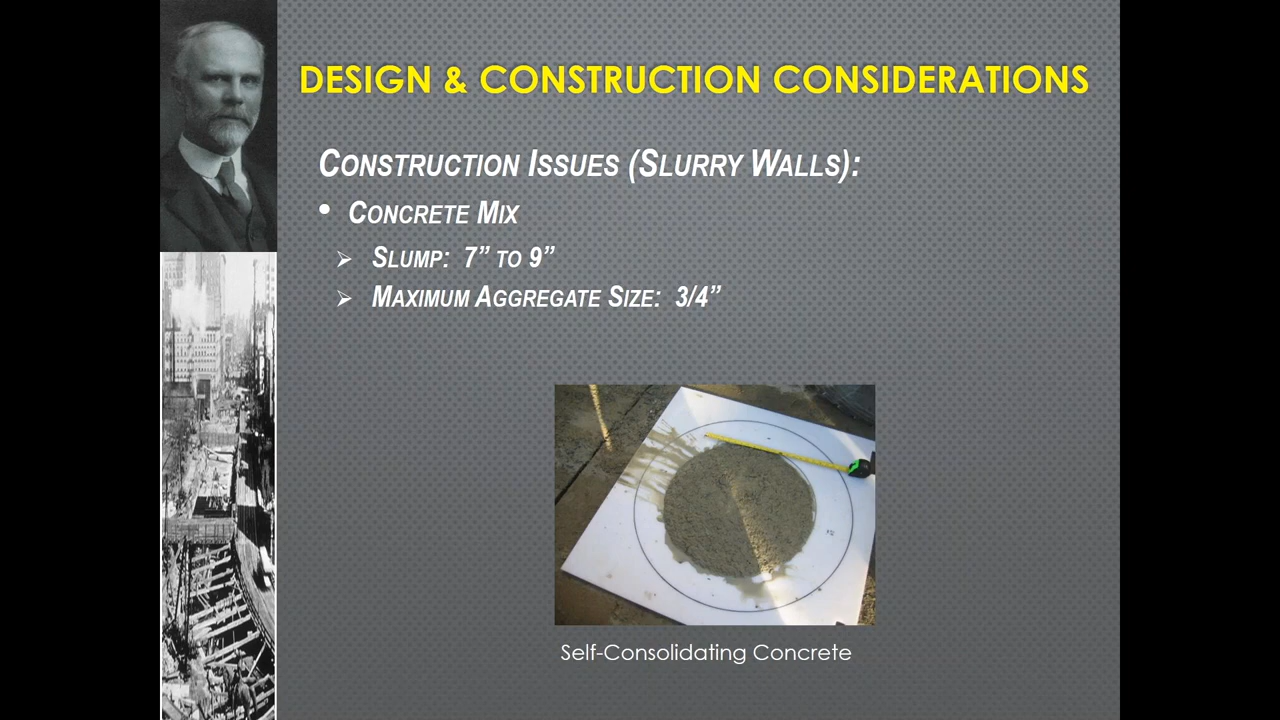 DESIGN & CONSTRUCTION CONSIDERATIONS
CONSTRUCTION ISSUES (SLURRY WALLS):
• CONCRETE MIX
➢ SLUMP: 7” TO 9”
➢ MAXIMUM AGGREGATE SIZE: 3/4”
Self-Consolidating Concrete